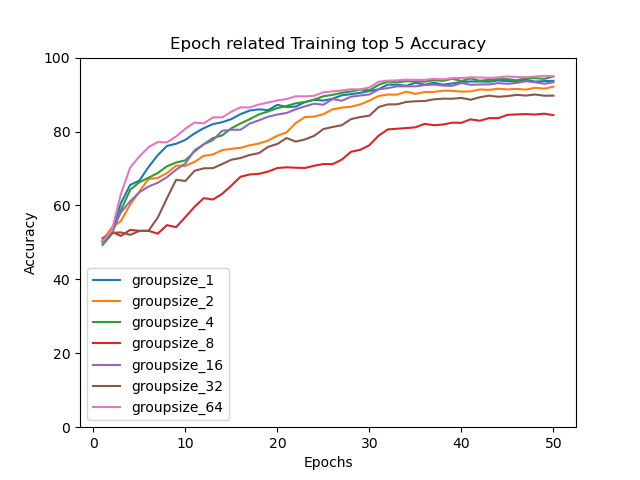 Epoch related Training top 5 Accuracy
100
80
60
40
20
0
Accuracy
groupsize_1
groupsize_2
groupsize_4
groupsize_8
groupsize_16
groupsize_32
groupsize_64
0 10 20 30 40 50
Epochs